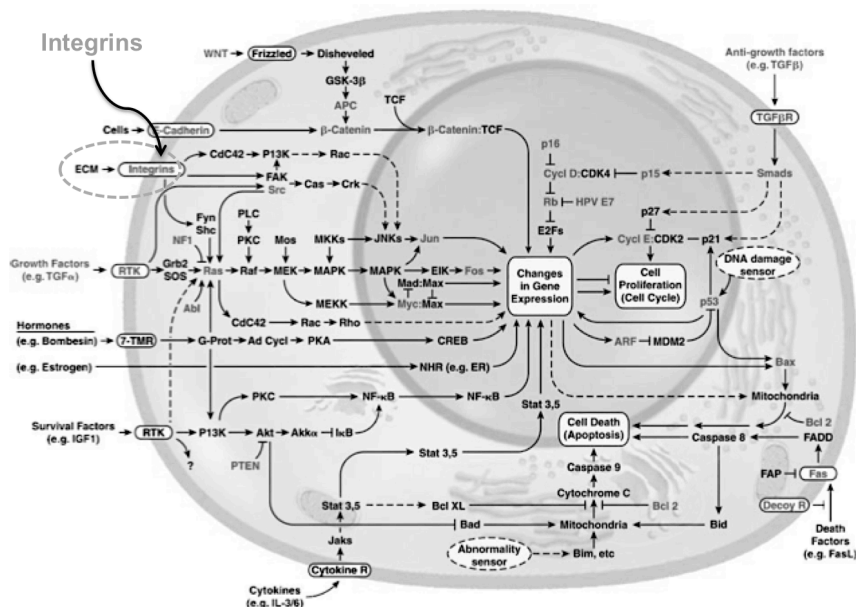 Integrins
WNT
Frizzled
Disheveled
GSK-3β
APC
TCF
Cells
E-Cadherin
β-Catenin
β-Catenin:TCF
Anti-growth factors
(e.g. TGFβ)
TGFβR
ECM
Integrins
CdC42
P13K
Rac
FAK
Src
Cas
Crk
p16
Cycl D:CDK4
p15
Smads
Rb
HPV E7
p27
E2Fs
Cycl E:CDK2
p21
Fyn
Shc
NF1
PLC
PKC
Mos
MKKs
JNKs
Jun
Growth Factors
(e.g. TGFα)
RTK
Grb2
SOS
Ras
Raf
MEK
MAPK
MAPK
ElK
Fos
Mad:Max
Myc:Max
MEKK
Abl
CdC42
Rac
Rho
Changes
in Gene
Expression
Cell
Proliferation
(Cell Cycle)
DNA damage
sensor
p53
ARF
MDM2
Bax
Hormones
(e.g. Bombesin)
7-TMR
G-Prot
Ad Cycl
PKA
CREB
(e.g. Estrogen)
NHR (e.g. ER)
PKC
NF-κB
NF-κB
Stat 3,5
Mitochondria
Survival Factors
(e.g. IGF1)
RTK
P13K
Akt
Akkα
IκB
?
PTEN
Stat 3,5
Cell Death
(Apoptosis)
Bcl 2
Caspase 8
FADD
Caspase 9
FAP
Fas
Cytochrome C
Stat 3,5
Bcl XL
Bcl 2
Decoy R
Bad
Mitochondria
Bid
Death
Factors
(e.g. FasL)
Jaks
Abnormality
sensor
Bim, etc
Cytokine R
Cytokines
(e.g. IL-3/6)